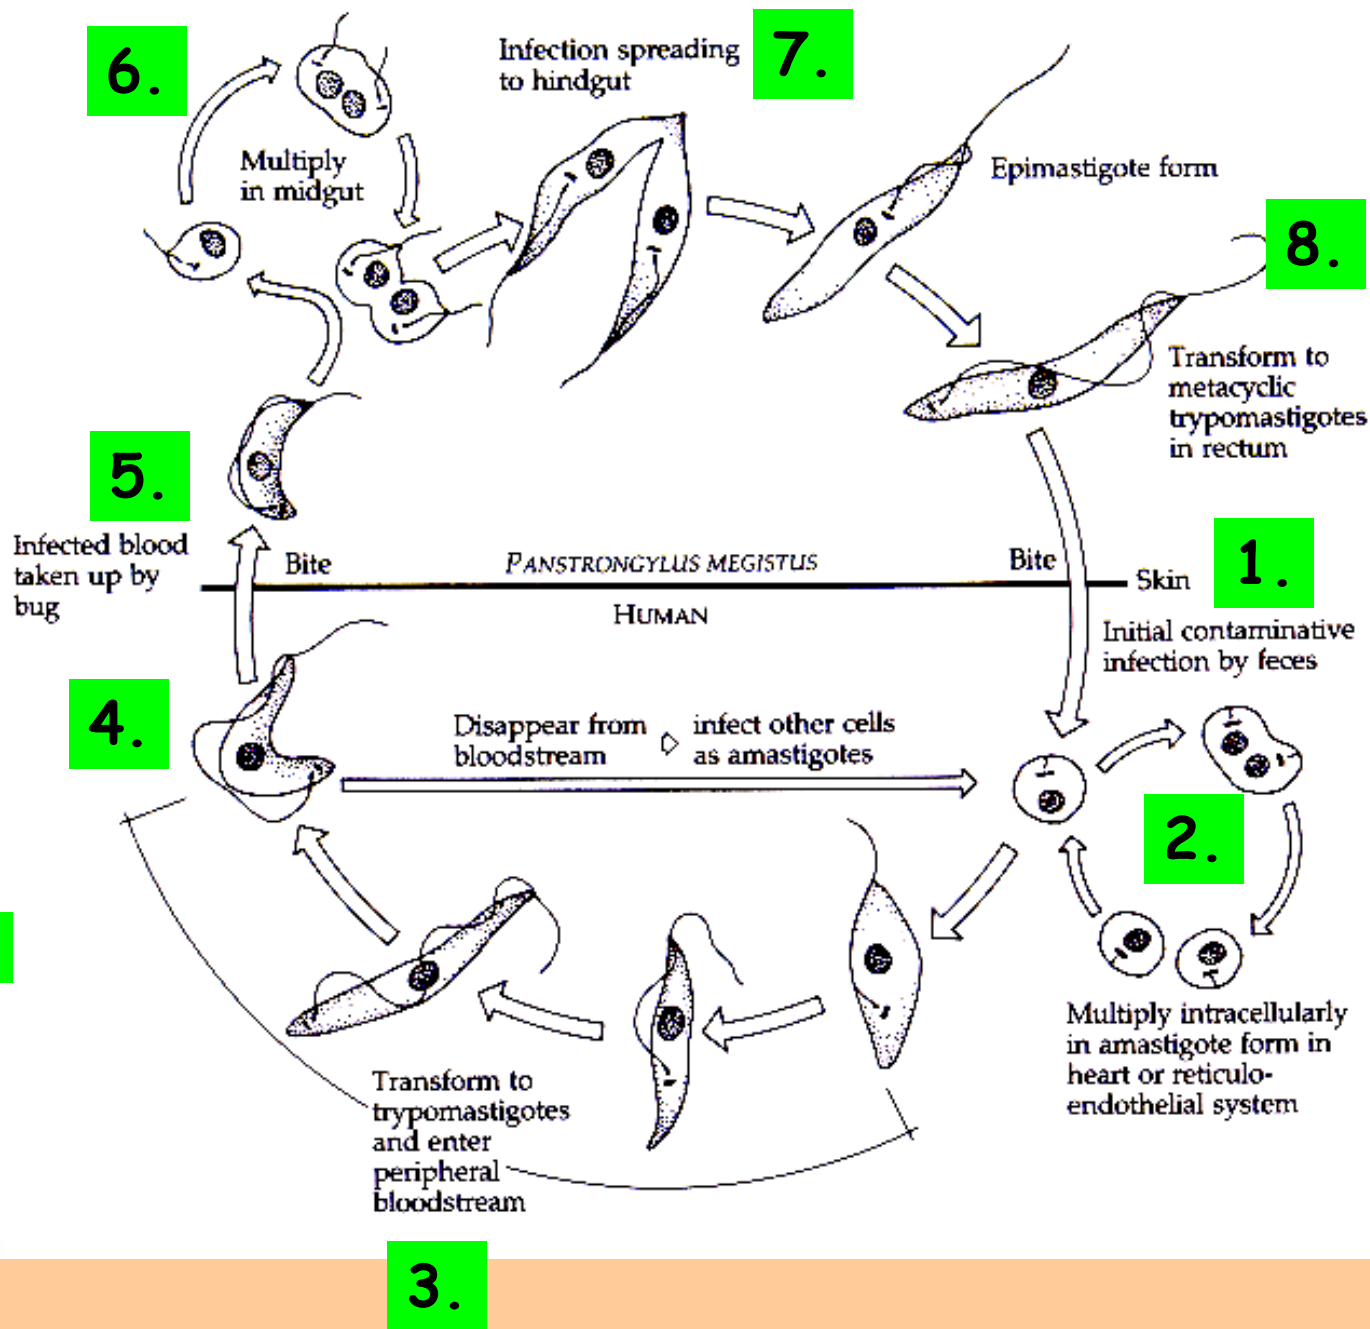 6.
Multiply
in midgut
Infection spreading
to hindgut
7.
Epimastigote form
8.
Transform to
metacyclic
trypomastigotes
in rectum
5.
Infected blood
taken up by
bug
Bite
PANSTRONGYLUS MEGISTUS
HUMAN
Bite
Skin
1.
Initial contaminative
infection by feces
4.
Disappear from
bloodstream
infect other cells
as amastigotes
2.
Multiply intracellularly
in amastigote form in
heart or reticulo-
endothelial system
Transform to
trypomastigotes
and enter
peripheral
bloodstream
3.